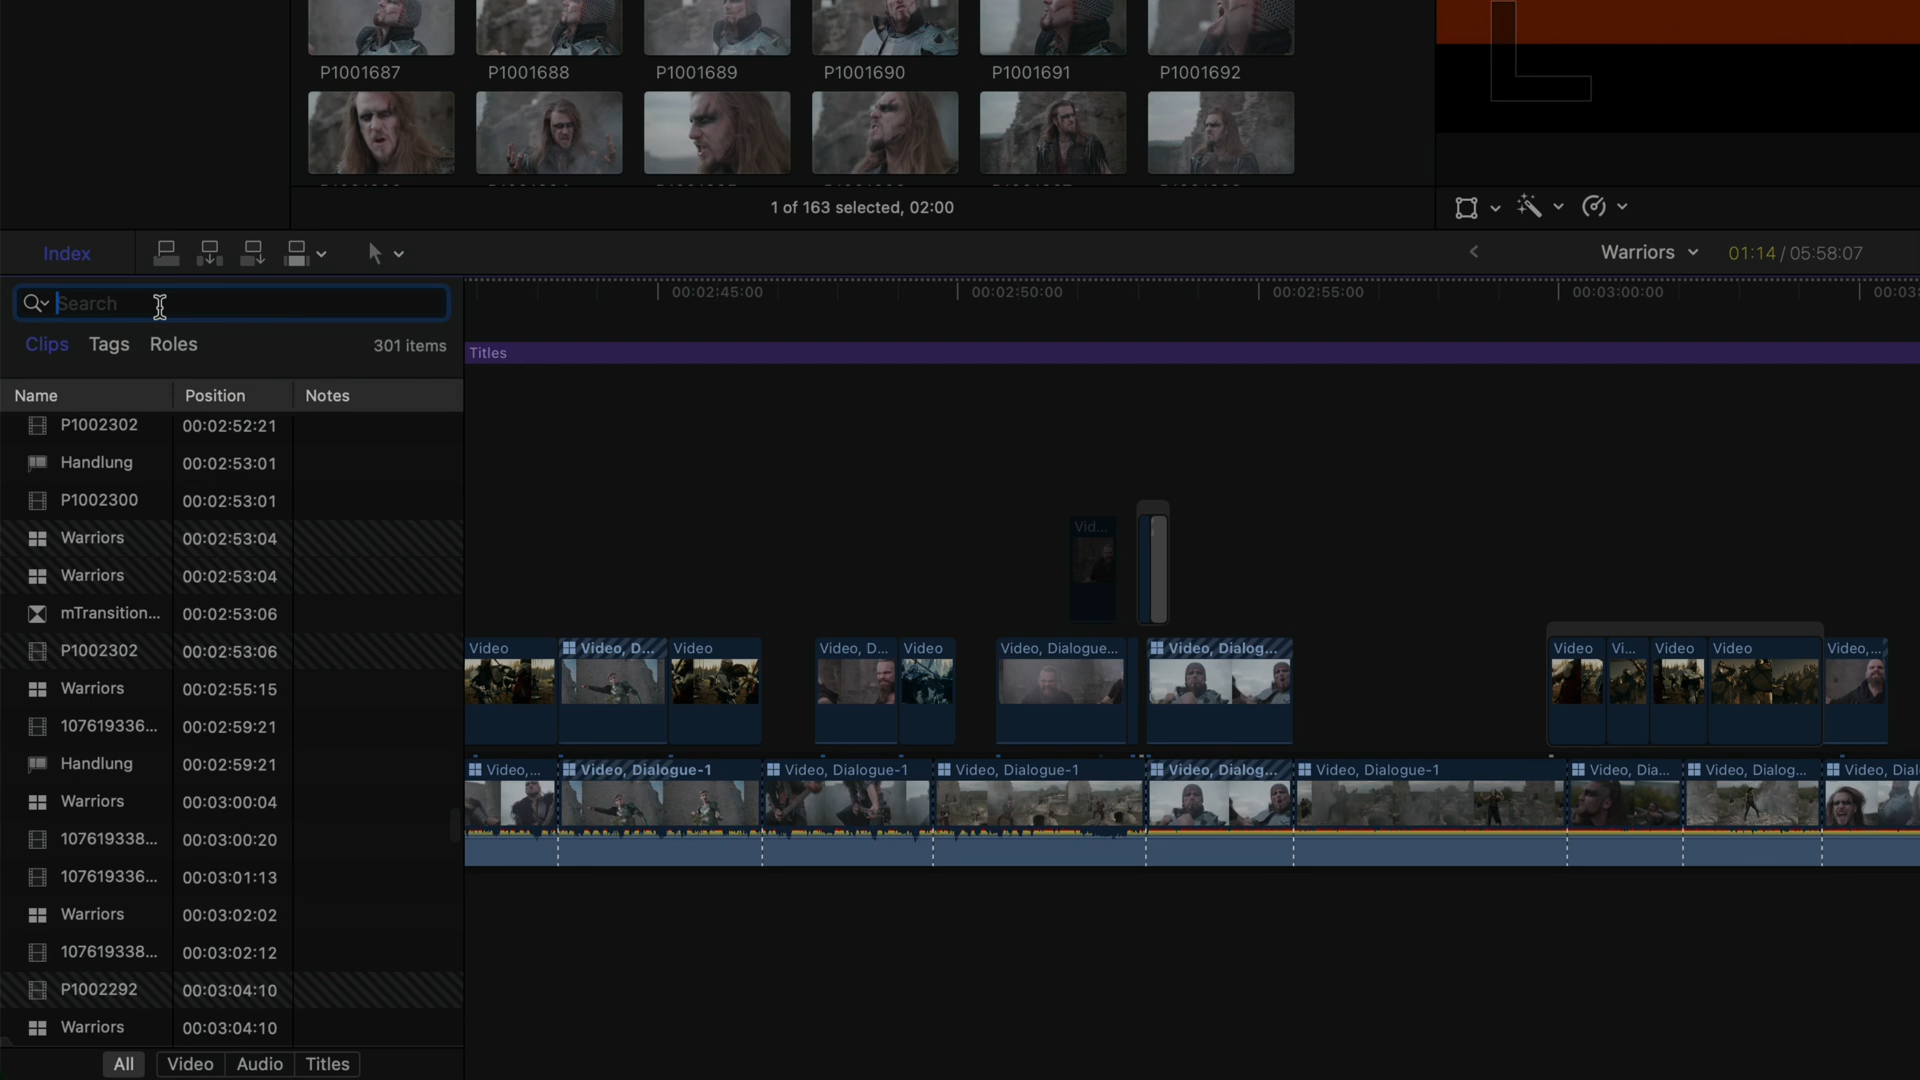 P1001687 P1001688 P1001689 P1001690 P1001691 P1001692
1 of 163 selected, 02:00
Index
Warriors 01:14 / 05:58:07
Search
Clips Tags Roles 301 items
Name Position Notes
P1002302 00:02:52:21
Handlung 00:02:53:01
P1002300 00:02:53:01
Warriors 00:02:53:04
Warriors 00:02:53:04
mTransition... 00:02:53:06
P1002302 00:02:53:06
Warriors 00:02:55:15
107619336... 00:02:59:21
Handlung 00:02:59:21
Warriors 00:03:00:04
107619338... 00:03:00:20
107619336... 00:03:01:13
Warriors 00:03:02:02
107619338... 00:03:02:12
P1002292 00:03:04:10
Warriors 00:03:04:10
All Video Audio Titles
00:02:45:00 00:02:50:00 00:02:55:00 00:03:00:00 00:03:
Titles
Vid...
Video Video, D... Video Video, D... Video Video, Dialogue... Video, Dialog... Video Vi... Video Video Video,...
Video,... Video, Dialogue-1 Video, Dialogue-1 Video, Dialogue-1 Video, Dialog... Video, Dialogue-1 Video, Dia... Video, Dialog... Video, Dial